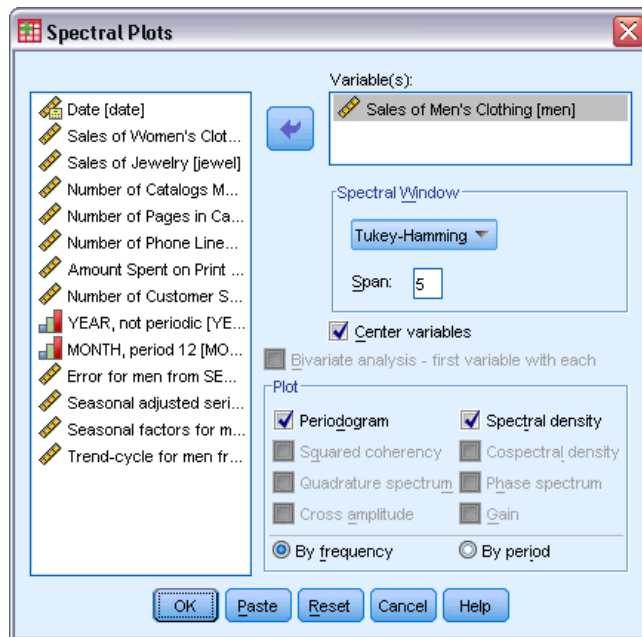 Spectral Plots
Date [date]
Sales of Women's Clot...
Sales of Jewelry [jewel]
Number of Catalogs M...
Number of Pages in Ca...
Number of Phone Line...
Amount Spent on Print ...
Number of Customer S...
YEAR, not periodic [YE...
MONTH, period 12 [MO...
Error for men from SE...
Seasonal adjusted seri...
Seasonal factors for m...
Trend-cycle for men fr...
Variable(s):
Sales of Men's Clothing [men]
Spectral Window
Tukey-Hamming
Span: 5
Center variables
Bivariate analysis - first variable with each
Plot
Periodogram
Spectral density
Squared coherency
Cospectral density
Quadrature spectrum
Phase spectrum
Cross amplitude
Gain
By frequency
By period
OK
Paste
Reset
Cancel
Help